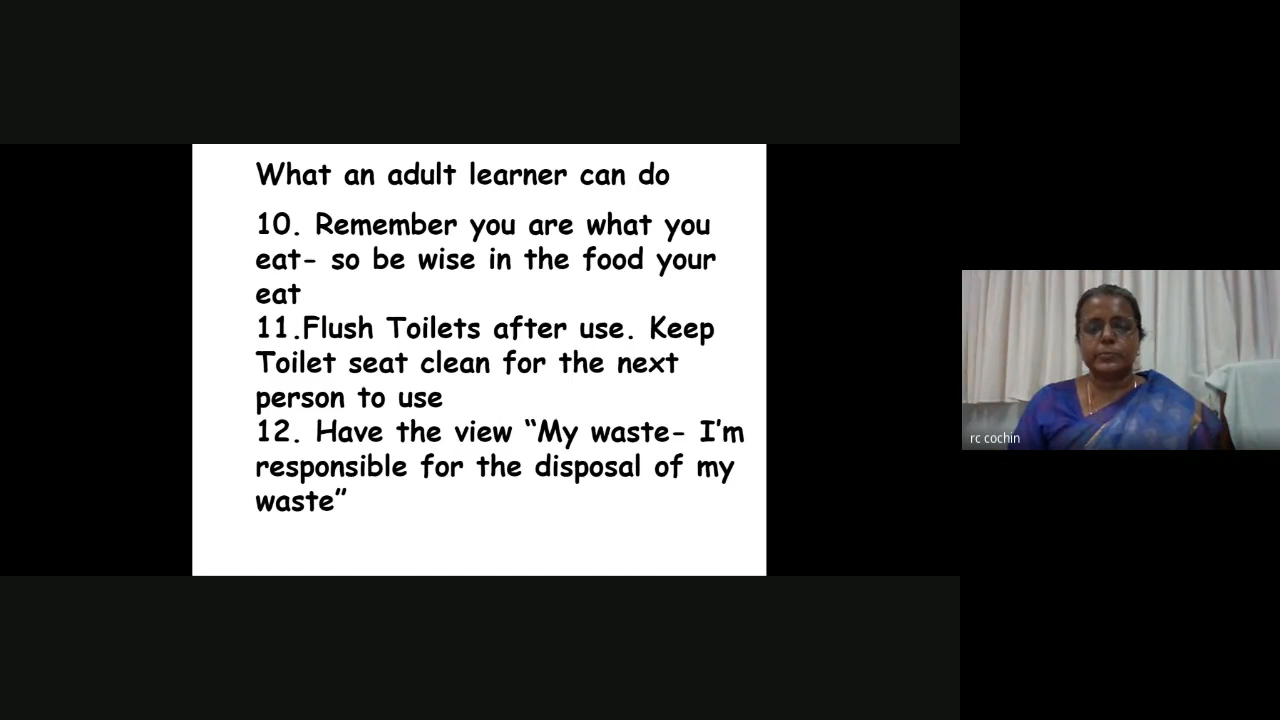 What an adult learner can do
10. Remember you are what you
eat- so be wise in the food your
eat
11.Flush Toilets after use. Keep
Toilet seat clean for the next
person to use
12. Have the view “My waste- I’m
responsible for the disposal of my
waste”
rc cochin